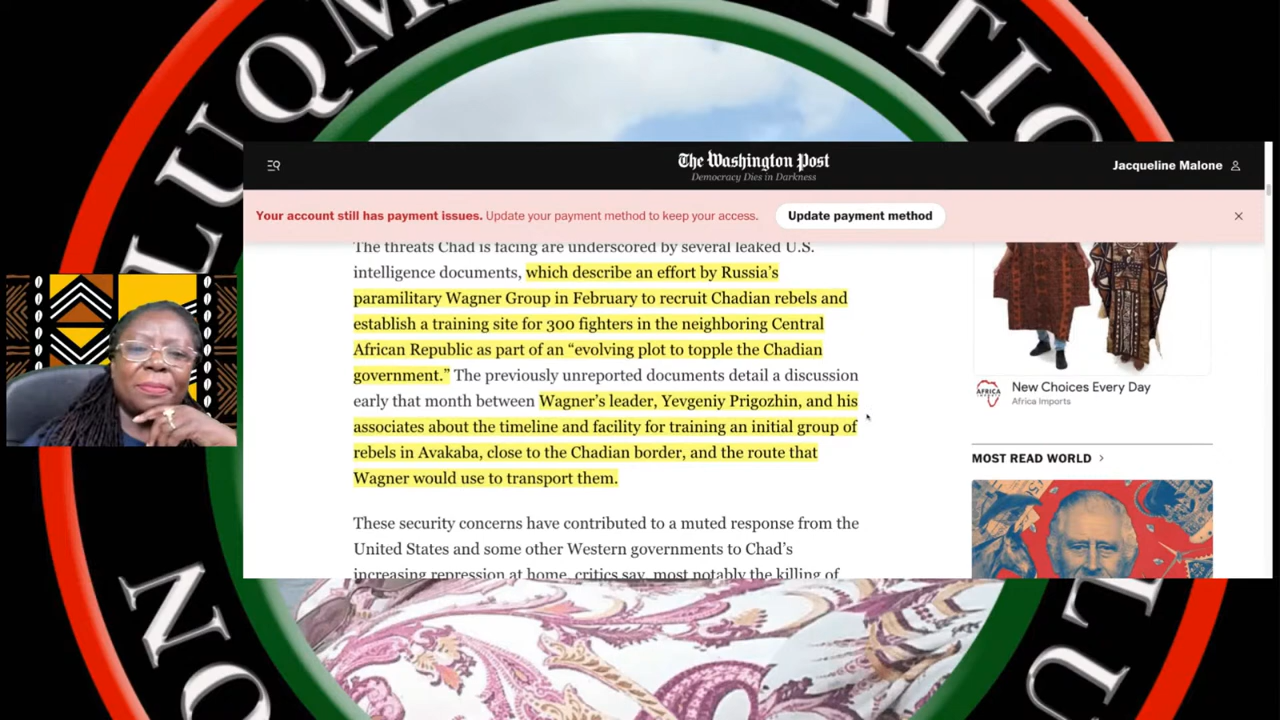 LUQM
ATIO
The Washington Post
Democracy Dies in Darkness
Jacqueline Malone
Your account still has payment issues. Update your payment method to keep your access.
Update payment method
The threats Chad is facing are underscored by several leaked U.S.
intelligence documents, which describe an effort by Russia’s
paramilitary Wagner Group in February to recruit Chadian rebels and
establish a training site for 300 fighters in the neighboring Central
African Republic as part of an “evolving plot to topple the Chadian
government.” The previously unreported documents detail a discussion
early that month between Wagner’s leader, Yevgeniy Prigozhin, and his
associates about the timeline and facility for training an initial group of
rebels in Avakaba, close to the Chadian border, and the route that
Wagner would use to transport them.
These security concerns have contributed to a muted response from the
United States and some other Western governments to Chad’s
increasing repression at home, critics say, most notably the killing of
AFRICA
New Choices Every Day
Africa Imports
MOST READ WORLD
NO
LU